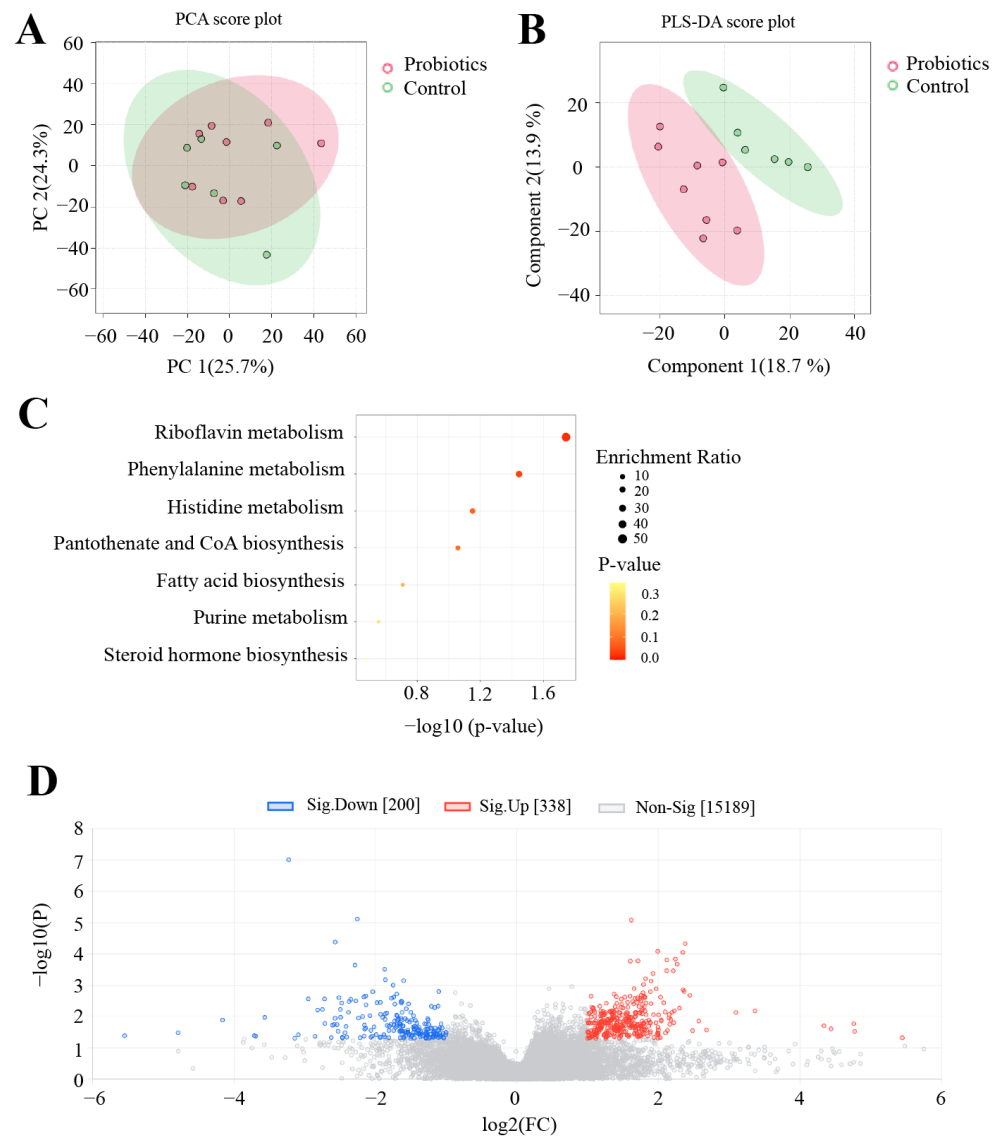 A
PCA score plot
60
40
20
0
−20
−40
−60
PC 2(24.3%)
−60 −40 −20 0 20 40 60
PC 1(25.7%)
Probiotics
Control
B
PLS-DA score plot
20
0
−20
−40
Component 2(13.9 %)
−20 0 20 40
Component 1(18.7 %)
Probiotics
Control
C
Riboflavin metabolism
Phenylalanine metabolism
Histidine metabolism
Pantothenate and CoA biosynthesis
Fatty acid biosynthesis
Purine metabolism
Steroid hormone biosynthesis
0.8 1.2 1.6
−log10 (p-value)
Enrichment Ratio
10
20
30
40
50
P-value
0.3
0.2
0.1
0.0
D
Sig.Down [200] Sig.Up [338] Non-Sig [15189]
8
7
6
5
4
3
2
1
0
−log10(P)
−6 −4 −2 0 2 4 6
log2(FC)